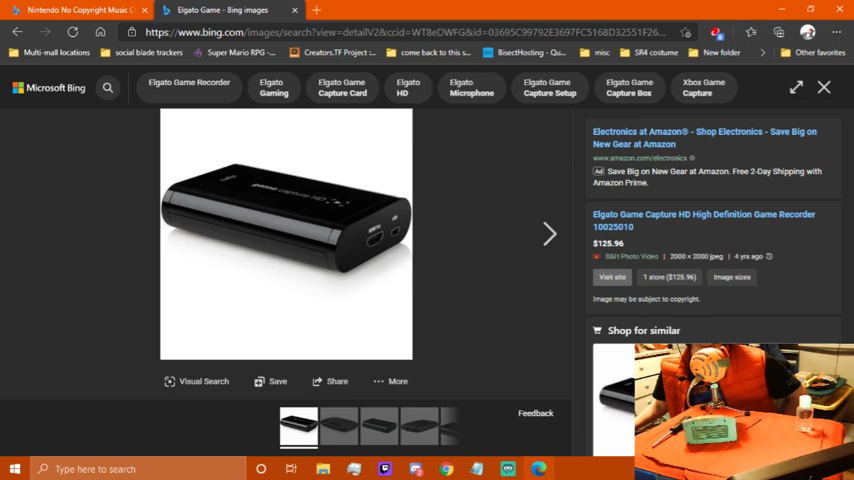 Nintendo No Copyright Music C
Elgato Game - Bing images
https://www.bing.com/images/search?view=detailV2&ccid=WT8eDWFG&id=03695C99792E3697FC5168D32551F26...
Multi-mall locations
social blade trackers
Super Mario RPG -...
Creators.TF Project :...
come back to this s...
BisectHosting - Qu...
misc
SR4 costume
New folder
Other favorites
Microsoft Bing
Elgato Game Recorder
Elgato
Gaming
Elgato Game
Capture Card
Elgato
HD
Elgato
Microphone
Elgato Game
Capture Setup
Elgato Game
Capture Box
Xbox Game
Capture
game capture HD
Electronics at Amazon® - Shop Electronics - Save Big on
New Gear at Amazon
www.amazon.com/electronics
Ad Save Big on New Gear at Amazon. Free 2-Day Shipping with
Amazon Prime.
Elgato Game Capture HD High Definition Game Recorder
10025010
$125.96
B&H Photo Video | 2000 × 2000 jpeg | 4 yrs ago
Visit site
1 store ($125.96)
Image sizes
Image may be subject to copyright.
Shop for similar
Visual Search
Save
Share
More
Feedback
Type here to search